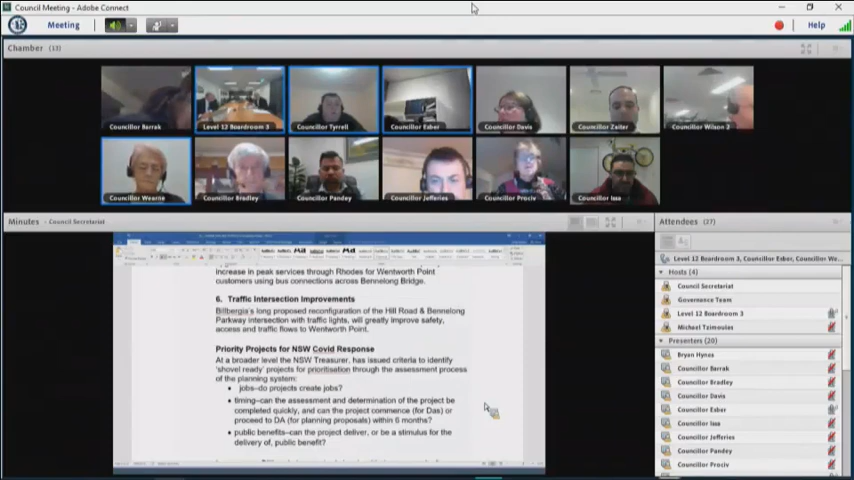 Council Meeting - Adobe Connect
Meeting
Help
Chamber (13)
Councillor Barrak
Level 12 Boardroom 3
Councillor Tyrrell
Councillor Esber
Councillor Davis
Councillor Zaiter
Councillor Wilson 2
Councillor Wearne
Councillor Bradley
Councillor Pandey
Councillor Jefferies
Councillor Prociv
Councillor Issa
Minutes - Council Secretariat
increase in peak services through Rhodes for Wentworth Point
customers using bus connections across Bennelong Bridge.
6. Traffic Intersection Improvements
Billbergia's long proposed reconfiguration of the Hill Road & Bennelong
Parkway intersection with traffic lights, will greatly improve safety,
access and traffic flows to Wentworth Point.
Priority Projects for NSW Covid Response
At a broader level the NSW Treasurer, has issued criteria to identify
'shovel ready' projects for prioritisation through the assessment process
of the planning system:
• jobs–do projects create jobs?
• timing–can the assessment and determination of the project be
completed quickly, and can the project commence (for Das) or
proceed to DA (for planning proposals) within 6 months?
• public benefits–can the project deliver, or be a stimulus for the
delivery of, public benefit?
Attendees (27)
Level 12 Boardroom 3, Councillor Esber, Councillor We...
Hosts (4)
Council Secretariat
Governance Team
Level 12 Boardroom 3
Michael Tzimoulas
Presenters (20)
Bryan Hynes
Councillor Barrak
Councillor Bradley
Councillor Davis
Councillor Esber
Councillor Issa
Councillor Jefferies
Councillor Pandey
Councillor Prociv